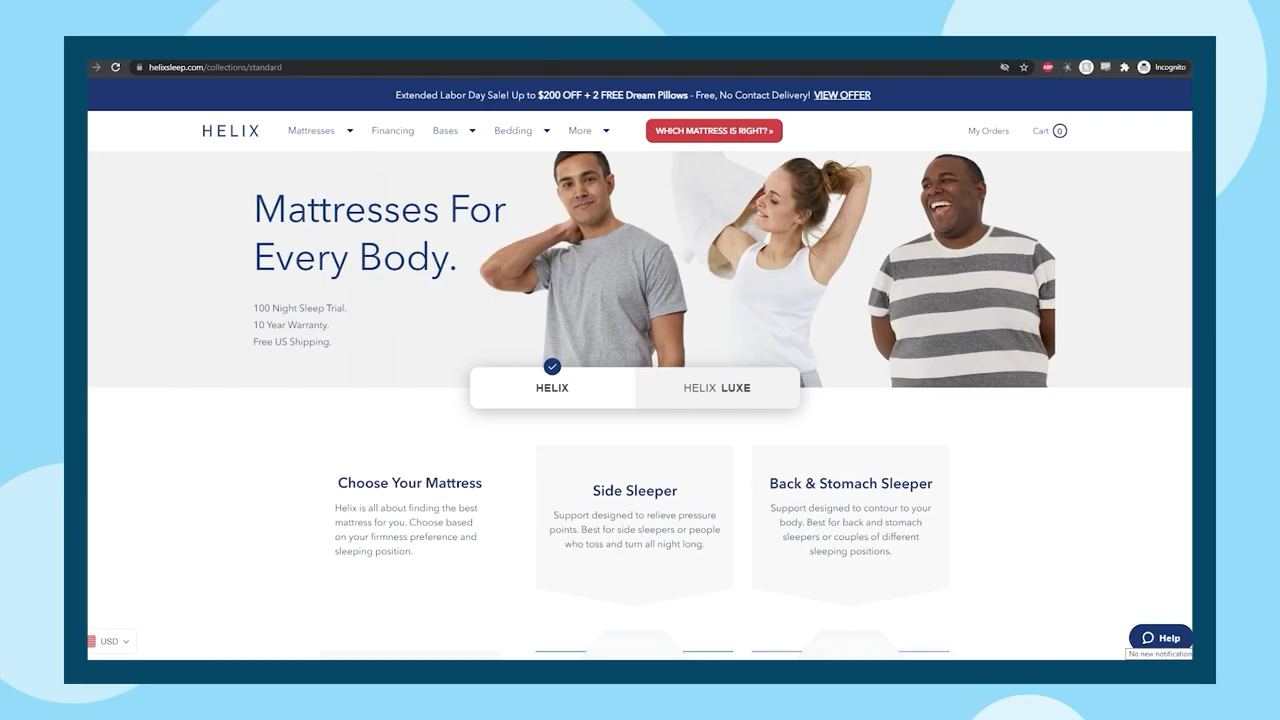 helixsleep.com/collections/standard
ABP
Incognito
Extended Labor Day Sale! Up to $200 OFF + 2 FREE Dream Pillows - Free, No Contact Delivery! VIEW OFFER
HELIX
Mattresses
Financing
Bases
Bedding
More
WHICH MATTRESS IS RIGHT? »
My Orders
Cart 0
Mattresses For
Every Body.
100 Night Sleep Trial.
10 Year Warranty.
Free US Shipping.
HELIX
HELIX LUXE
Choose Your Mattress
Helix is all about finding the best
mattress for you. Choose based
on your firmness preference and
sleeping position.
Side Sleeper
Support designed to relieve pressure
points. Best for side sleepers or people
who toss and turn all night long.
Back & Stomach Sleeper
Support designed to contour to your
body. Best for back and stomach
sleepers or couples of different
sleeping positions.
USD
Help
No new notification